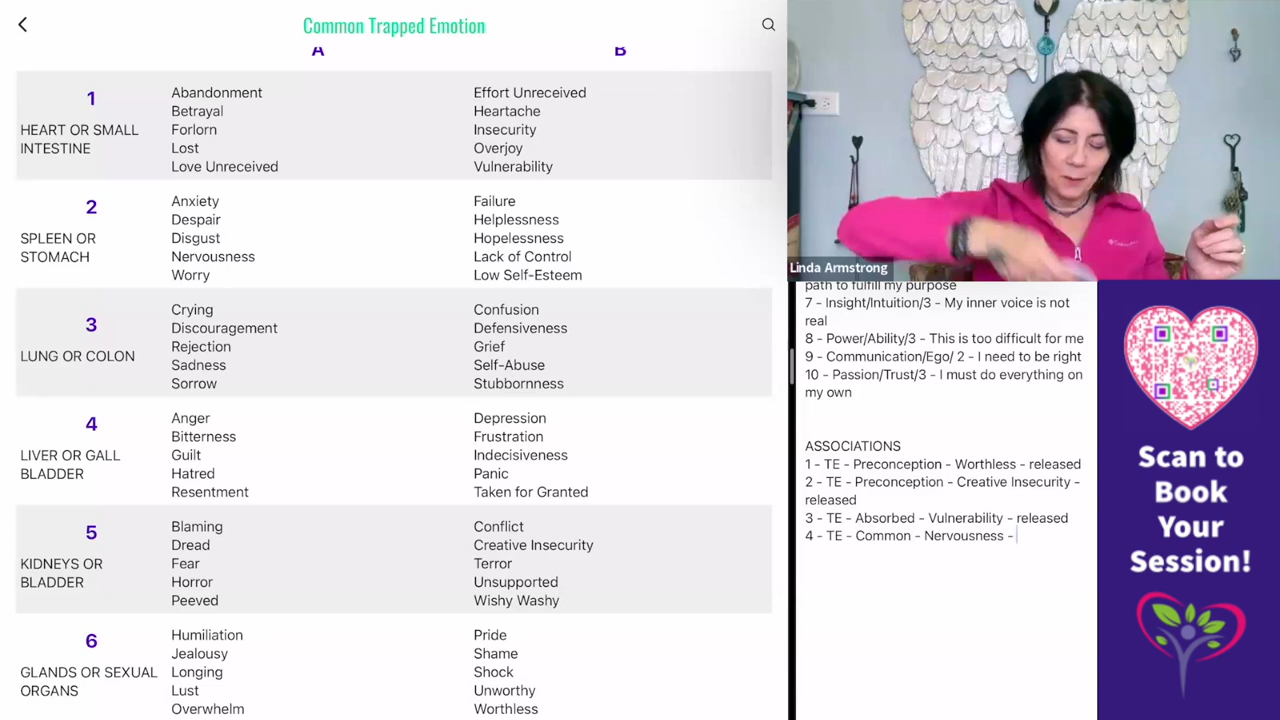 Common Trapped Emotion
A B
1
HEART OR SMALL
INTESTINE
Abandonment
Betrayal
Forlorn
Lost
Love Unreceived
Effort Unreceived
Heartache
Insecurity
Overjoy
Vulnerability
2
SPLEEN OR
STOMACH
Anxiety
Despair
Disgust
Nervousness
Worry
Failure
Helplessness
Hopelessness
Lack of Control
Low Self-Esteem
3
LUNG OR COLON
Crying
Discouragement
Rejection
Sadness
Sorrow
Confusion
Defensiveness
Grief
Self-Abuse
Stubbornness
4
LIVER OR GALL
BLADDER
Anger
Bitterness
Guilt
Hatred
Resentment
Depression
Frustration
Indecisiveness
Panic
Taken for Granted
5
KIDNEYS OR
BLADDER
Blaming
Dread
Fear
Horror
Peeved
Conflict
Creative Insecurity
Terror
Unsupported
Wishy Washy
6
GLANDS OR SEXUAL
ORGANS
Humiliation
Jealousy
Longing
Lust
Overwhelm
Pride
Shame
Shock
Unworthy
Worthless
Linda Armstrong
path to fulfill my purpose
7 - Insight/Intuition/3 - My inner voice is not
real
8 - Power/Ability/3 - This is too difficult for me
9 - Communication/Ego/ 2 - I need to be right
10 - Passion/Trust/3 - I must do everything on
my own
ASSOCIATIONS
1 - TE - Preconception - Worthless - released
2 - TE - Preconception - Creative Insecurity -
released
3 - TE - Absorbed - Vulnerability - released
4 - TE - Common - Nervousness -
Scan to
Book
Your
Session!